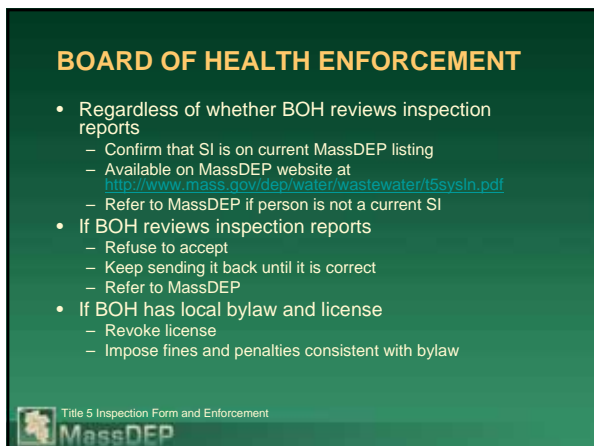 BOARD OF HEALTH ENFORCEMENT
• Regardless of whether BOH reviews inspection
reports
– Confirm that SI is on current MassDEP listing
– Available on MassDEP website at
http://www.mass.gov/dep/water/wastewater/t5sysln.pdf
– Refer to MassDEP if person is not a current SI
• If BOH reviews inspection reports
– Refuse to accept
– Keep sending it back until it is correct
– Refer to MassDEP
• If BOH has local bylaw and license
– Revoke license
– Impose fines and penalties consistent with bylaw
Title 5 Inspection Form and Enforcement
MassDEP